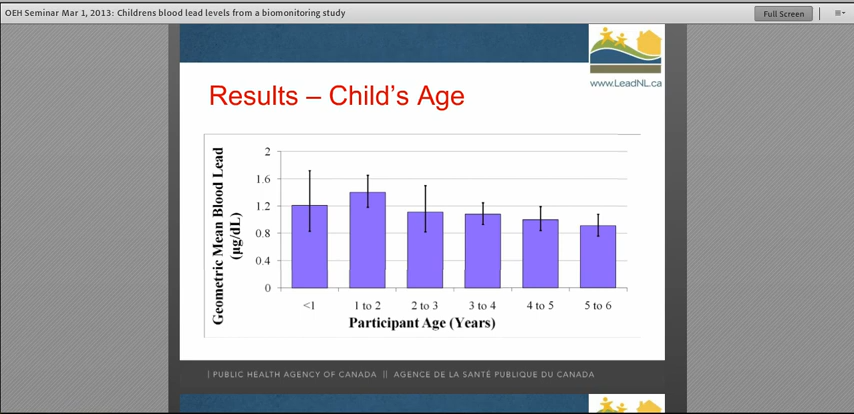 OEH Seminar Mar 1, 2013: Childrens blood lead levels from a biomonitoring study
Full Screen
www.LeadNL.ca
Results – Child's Age
Geometric Mean Blood Lead
(µg/dL)
2
1.6
1.2
0.8
0.4
0
<1 1 to 2 2 to 3 3 to 4 4 to 5 5 to 6
Participant Age (Years)
| PUBLIC HEALTH AGENCY OF CANADA || AGENCE DE LA SANTÉ PUBLIQUE DU CANADA